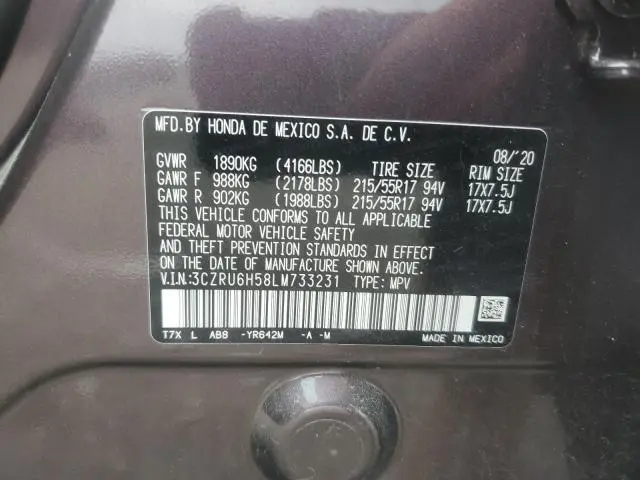 MFD.BY HONDA DE MEXICO S.A. DE C.V.
08/'20
GVWR 1890KG (4166LBS) TIRE SIZE RIM SIZE
GAWR F 988KG (2178LBS) 215/55R17 94V 17X7.5J
GAWR R 902KG (1988LBS) 215/55R17 94V 17X7.5J
THIS VEHICLE CONFORMS TO ALL APPLICABLE
FEDERAL MOTOR VEHICLE SAFETY
AND THEFT PREVENTION STANDARDS IN EFFECT
ON THE DATE OF MANUFACTURE SHOWN ABOVE.
V.I.N.:3CZRU6H58LM733231 TYPE: MPV
T7X L AB8 -YR642M -A -M MADE IN MEXICO